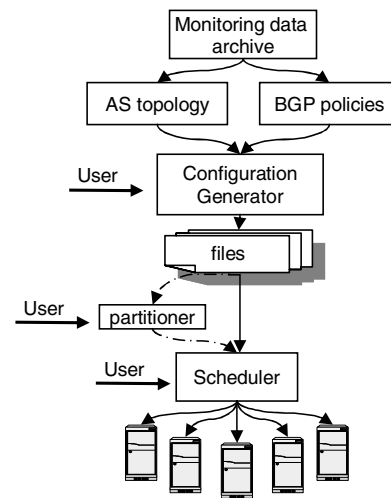 Monitoring data
archive
AS topology
BGP policies
User
Configuration
Generator
files
User
partitioner
User
Scheduler